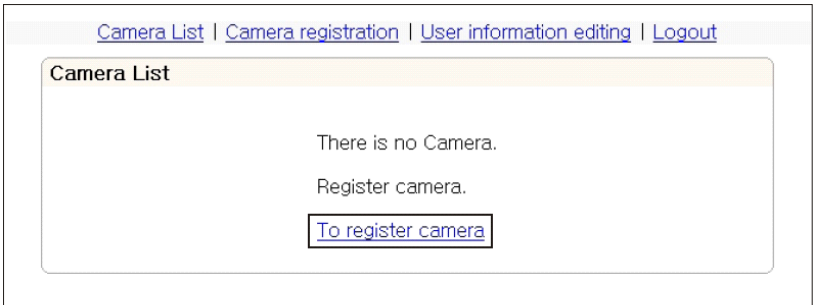 Camera List | Camera registration | User information editing | Logout
Camera List
There is no Camera.
Register camera.
To register camera